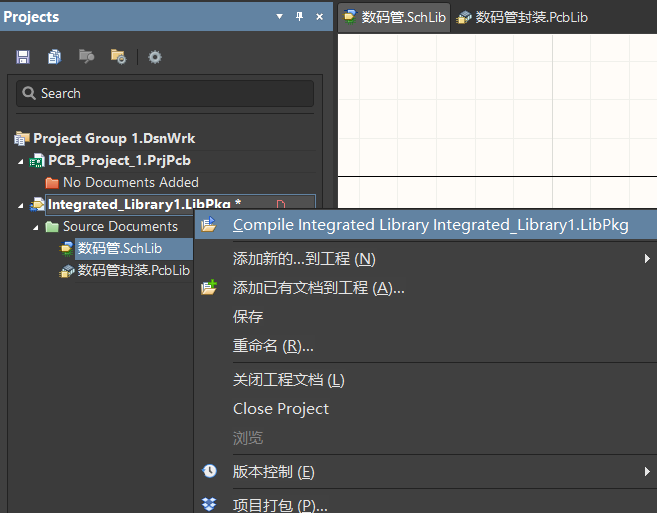 Projects
数码管.SchLib
数码管封装.PcbLib
Search
Project Group 1.DsnWrk
PCB_Project_1.PrjPcb
No Documents Added
Integrated_Library1.LibPkg *
Source Documents
数码管.SchLib
数码管封装.PcbLib
Compile Integrated Library Integrated_Library1.LibPkg
添加新的...到工程 (N)
添加已有文档到工程 (A)...
保存
重命名 (R)...
关闭工程文档 (L)
Close Project
浏览
版本控制 (E)
项目打包 (P)...